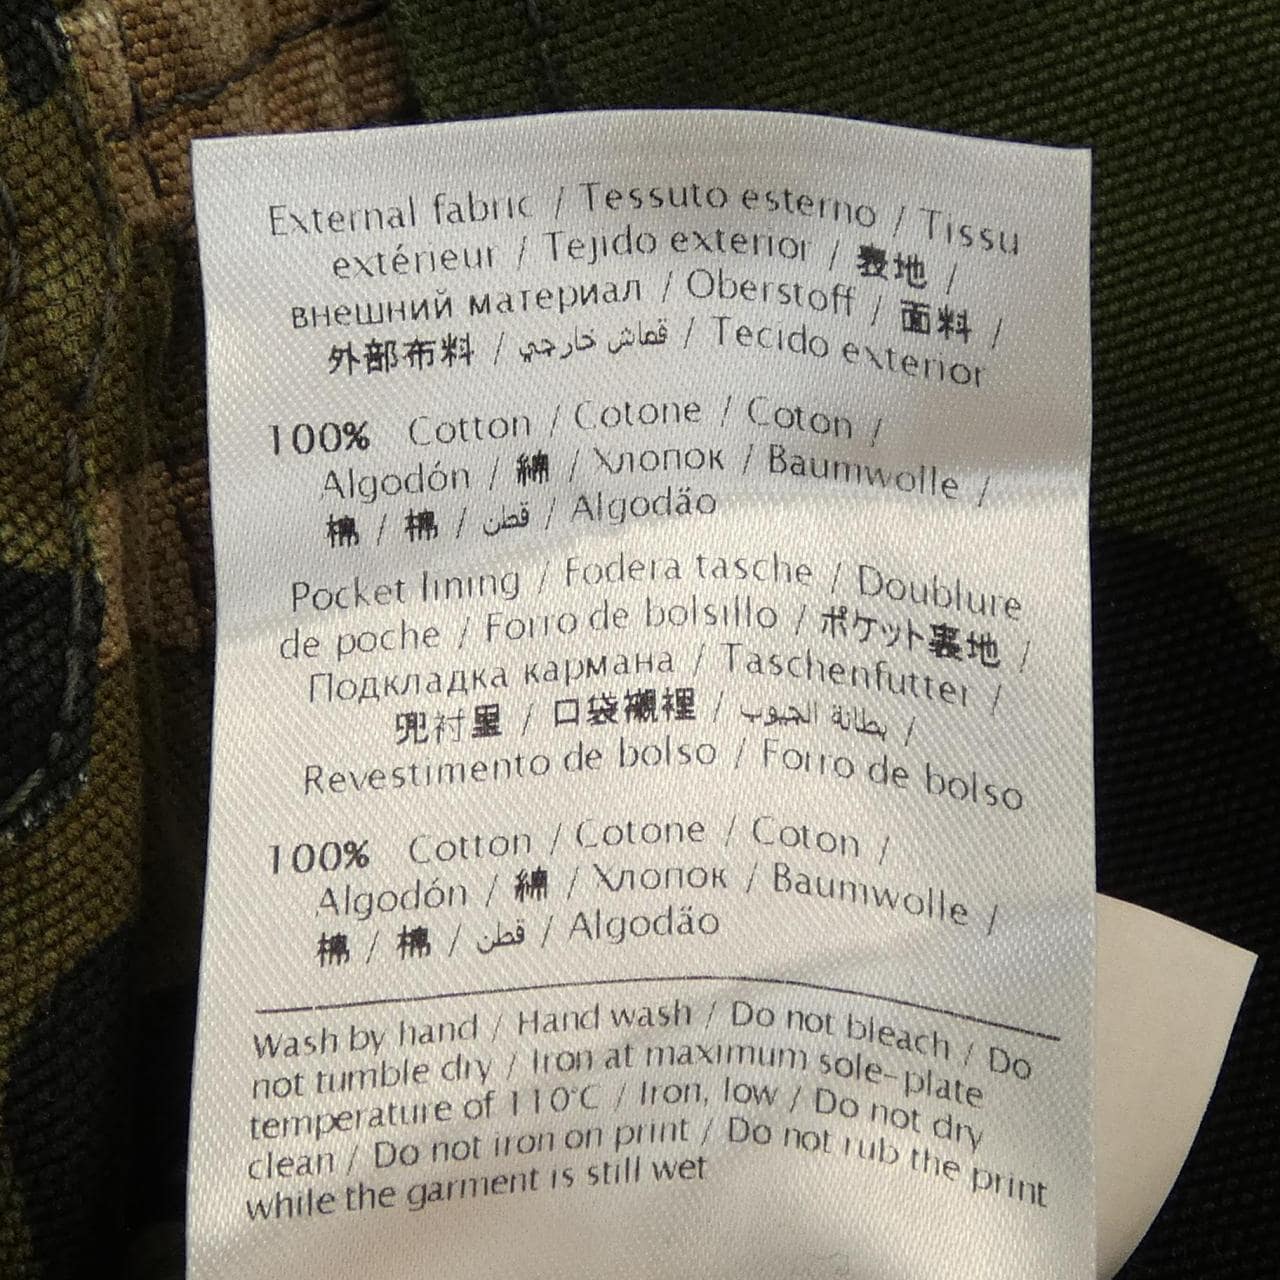 External fabric / Tessuto esterno / Tissu
extérieur / Tejido exterior / 表地 /
внешний материал / Oberstoff / 面料 /
外部布料 / قماش خارجي / Tecido exterior
100% Cotton / Cotone / Coton /
Algodón / 綿 / Хлопок / Baumwolle /
棉 / 棉 / قطن / Algodão
Pocket lining / Fodera tasche / Doublure
de poche / Forro de bolsillo / ポケット裏地 /
Подкладка кармана / Taschenfutter /
兜衬里 / 口袋襯裡 / بطانة الجيوب /
Revestimento de bolso / Forro de bolso
100% Cotton / Cotone / Coton /
Algodón / 綿 / Хлопок / Baumwolle /
棉 / 棉 / قطن / Algodão
Wash by hand / Hand wash / Do not bleach / Do
not tumble dry / Iron at maximum sole-plate
temperature of 110°C / Iron, low / Do not dry
clean / Do not iron on print / Do not rub the print
while the garment is still wet